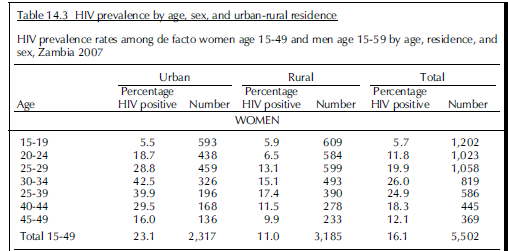 Table 14.3 HIV prevalence by age, sex, and urban-rural residence
HIV prevalence rates among de facto women age 15-49 and men age 15-59 by age, residence, and
sex, Zambia 2007
Urban Rural Total
Percentage Percentage Percentage
Age HIV positive Number HIV positive Number HIV positive Number
WOMEN
15-19 5.5 593 5.9 609 5.7 1,202
20-24 18.7 438 6.5 584 11.8 1,023
25-29 28.8 459 13.1 599 19.9 1,058
30-34 42.5 326 15.1 493 26.0 819
25-39 39.9 196 17.4 390 24.9 586
40-44 29.5 168 11.5 278 18.3 445
45-49 16.0 136 9.9 233 12.1 369
Total 15-49 23.1 2,317 11.0 3,185 16.1 5,502